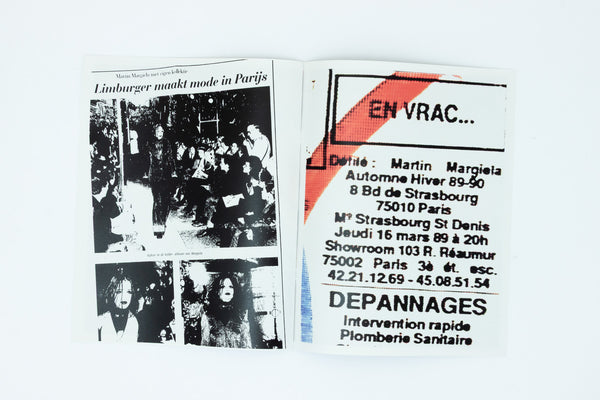 Martin Margiela met eigen kollektie
Limburger maakt mode in Parijs
EN VRAC...
Défilé : Martin Margiela
Automne Hiver 89-90
8 Bd de Strasbourg
75010 Paris
M° Strasbourg St Denis
Jeudi 16 mars 89 à 20h
Showroom 103 R. Réaumur
75002 Paris 3è ét. esc.
42.21.12.69 - 45.08.51.54
DEPANNAGES
Intervention rapide
Plomberie Sanitaire